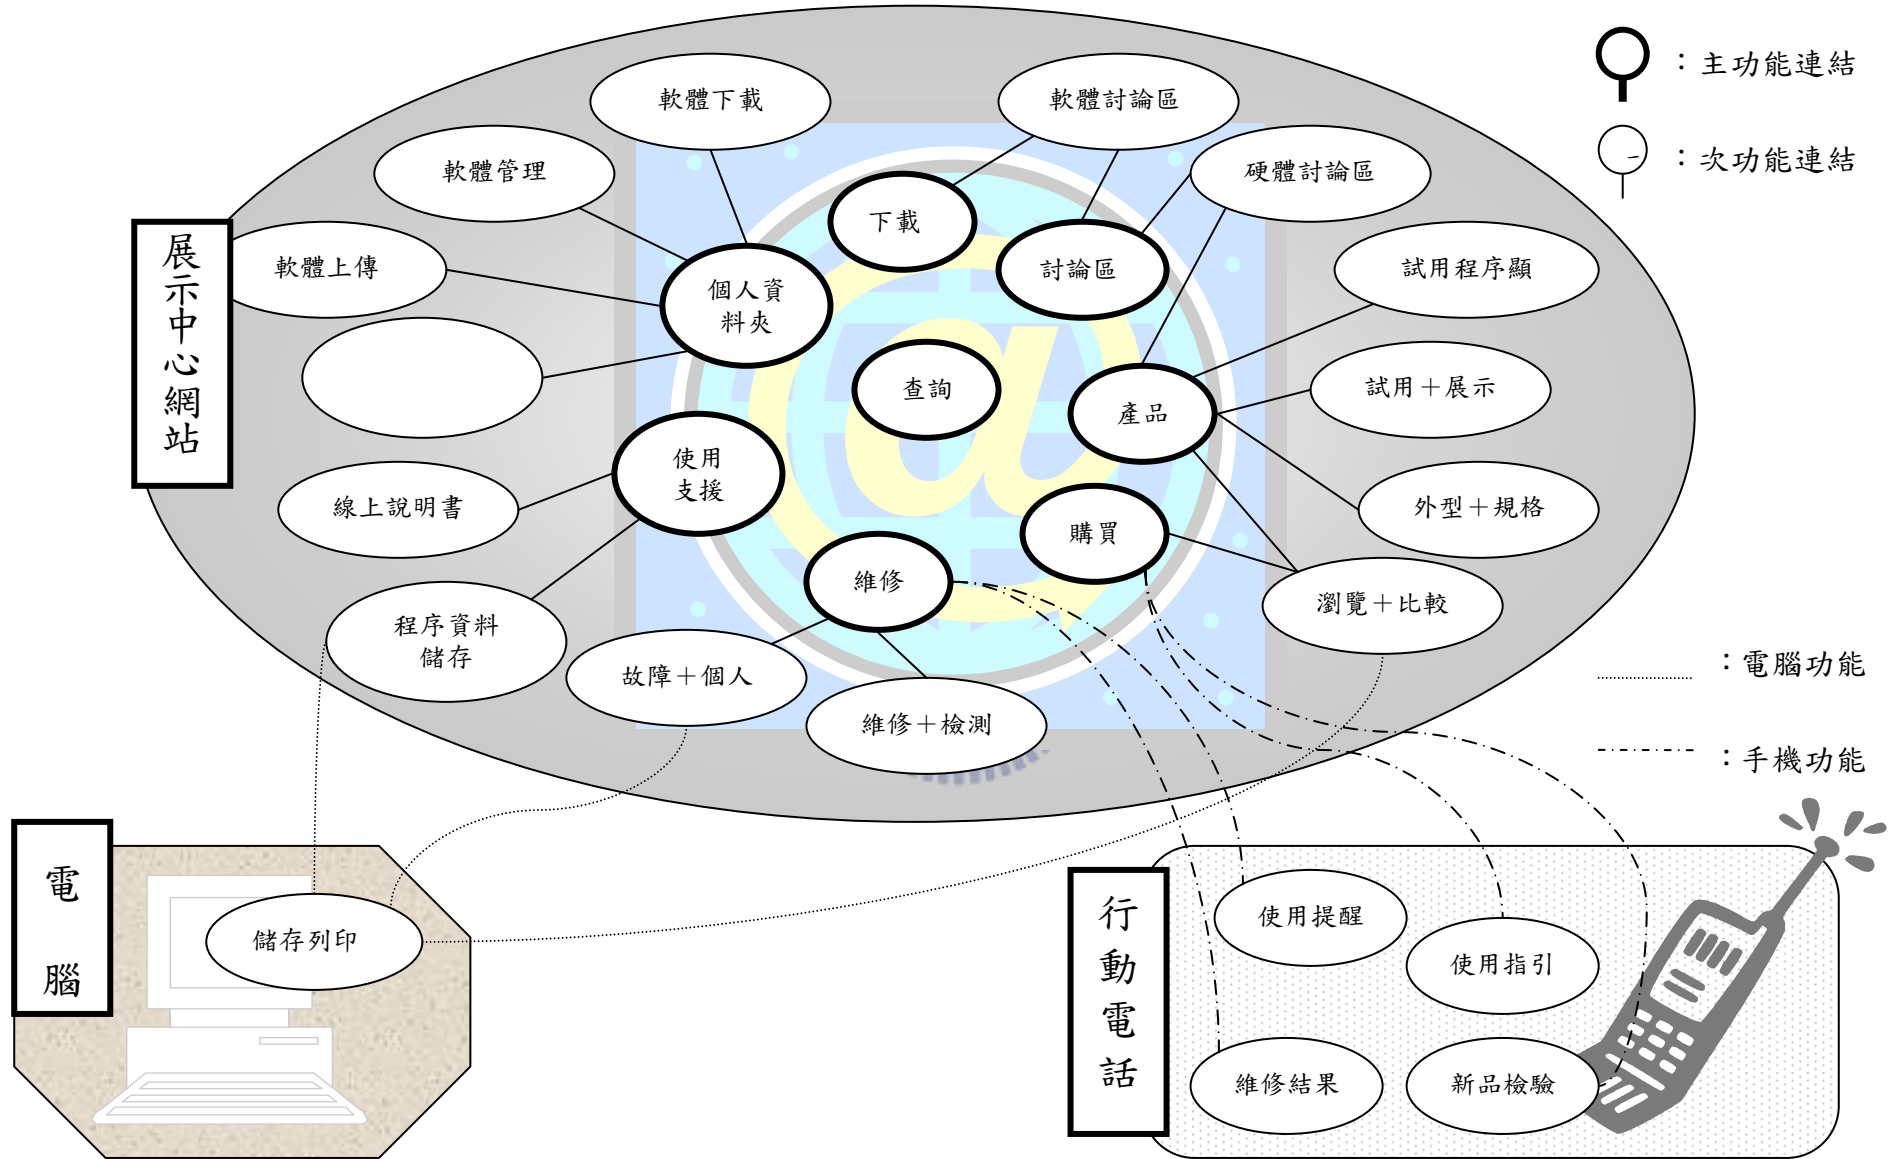 ：主功能連結
：次功能連結
展示中心網站
軟體下載
軟體討論區
軟體管理
硬體討論區
下載
軟體上傳
討論區
試用程序顯
個人資
料夾
查詢
產品
試用＋展示
使用
支援
線上說明書
外型＋規格
購買
維修
瀏覽＋比較
程序資料
儲存
故障＋個人
維修＋檢測
：電腦功能
：手機功能
電腦
儲存列印
行動電話
使用提醒
使用指引
維修結果
新品檢驗